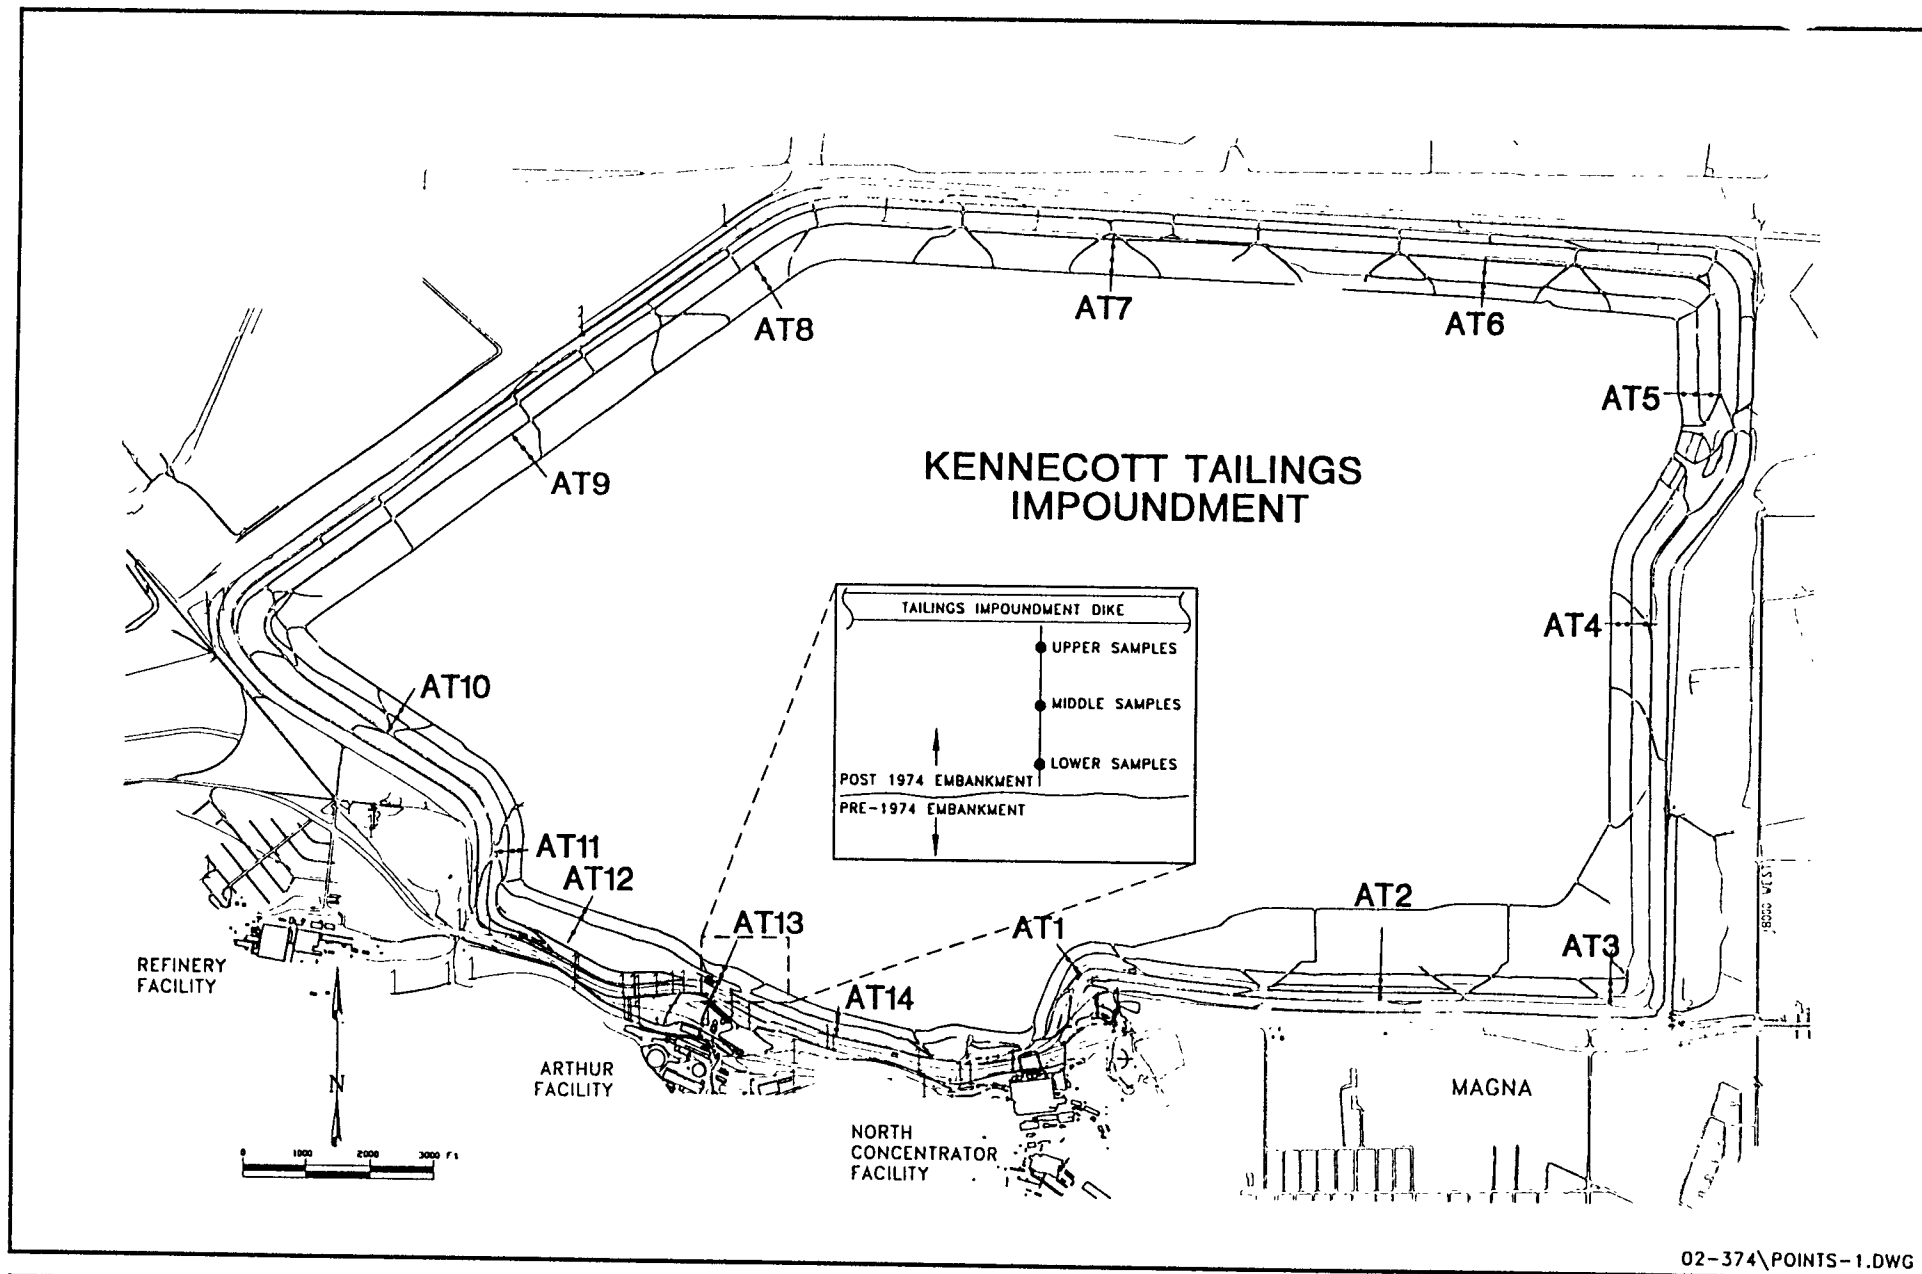 AT7
AT6
AT8
AT5
KENNECOTT TAILINGS
IMPOUNDMENT
AT9
TAILINGS IMPOUNDMENT DIKE
UPPER SAMPLES
MIDDLE SAMPLES
LOWER SAMPLES
POST 1974 EMBANKMENT
PRE-1974 EMBANKMENT
AT4
AT10
AT11
AT12
AT13
AT1
AT2
AT3
AT14
8000 WEST
REFINERY
FACILITY
ARTHUR
FACILITY
NORTH
CONCENTRATOR
FACILITY
MAGNA
N
0 1000 2000 3000 Ft
02-374\POINTS-1.DWG